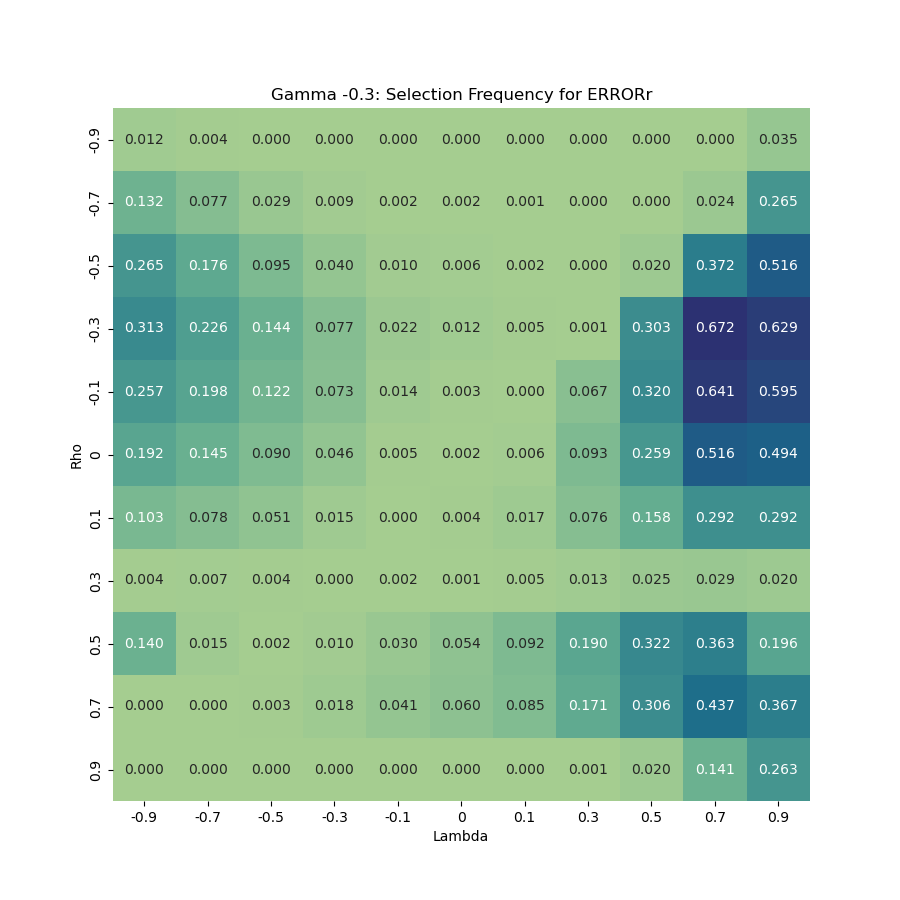 Gamma -0.3: Selection Frequency for ERRORr
-0.9 0.012 0.004 0.000 0.000 0.000 0.000 0.000 0.000 0.000 0.000 0.035
-0.7 0.132 0.077 0.029 0.009 0.002 0.002 0.001 0.000 0.000 0.024 0.265
-0.5 0.265 0.176 0.095 0.040 0.010 0.006 0.002 0.000 0.020 0.372 0.516
-0.3 0.313 0.226 0.144 0.077 0.022 0.012 0.005 0.001 0.303 0.672 0.629
-0.1 0.257 0.198 0.122 0.073 0.014 0.003 0.000 0.067 0.320 0.641 0.595
Rho
0 0.192 0.145 0.090 0.046 0.005 0.002 0.006 0.093 0.259 0.516 0.494
0.1 0.103 0.078 0.051 0.015 0.000 0.004 0.017 0.076 0.158 0.292 0.292
0.3 0.004 0.007 0.004 0.000 0.002 0.001 0.005 0.013 0.025 0.029 0.020
0.5 0.140 0.015 0.002 0.010 0.030 0.054 0.092 0.190 0.322 0.363 0.196
0.7 0.000 0.000 0.003 0.018 0.041 0.060 0.085 0.171 0.306 0.437 0.367
0.9 0.000 0.000 0.000 0.000 0.000 0.000 0.000 0.001 0.020 0.141 0.263
-0.9 -0.7 -0.5 -0.3 -0.1 0 0.1 0.3 0.5 0.7 0.9
Lambda